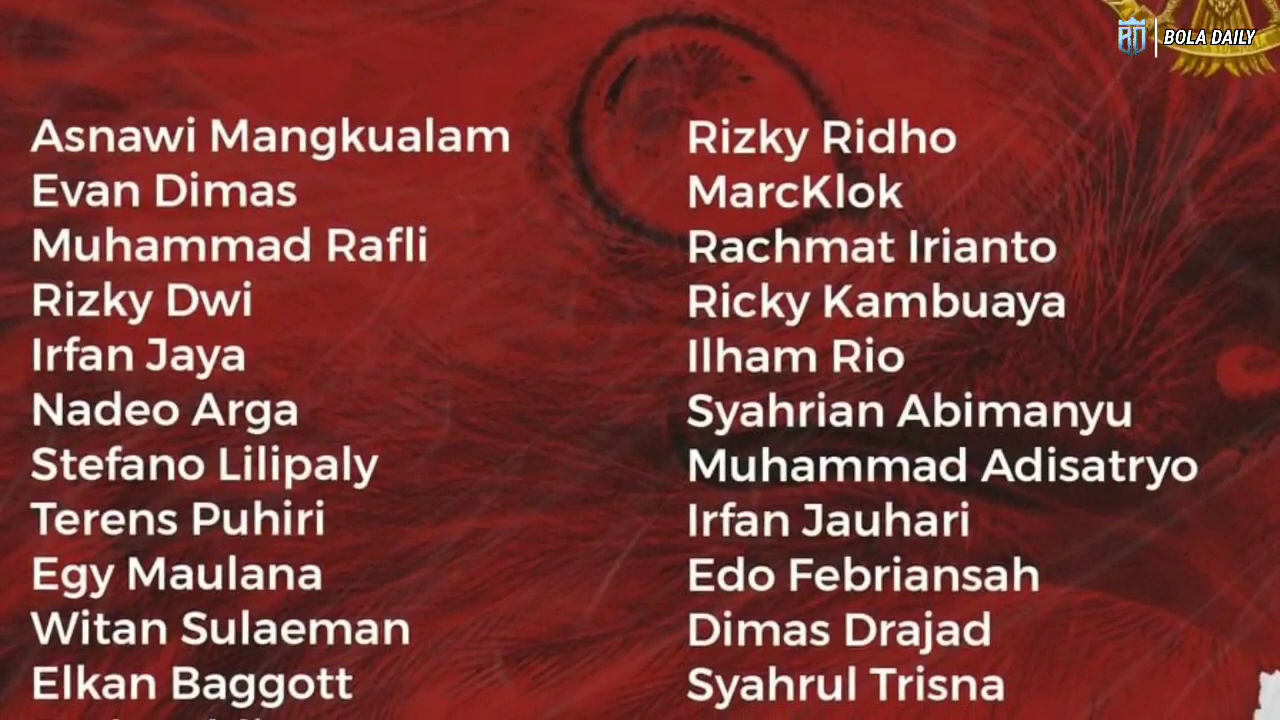 BOLA DAILY
Asnawi Mangkualam
Evan Dimas
Muhammad Rafli
Rizky Dwi
Irfan Jaya
Nadeo Arga
Stefano Lilipaly
Terens Puhiri
Egy Maulana
Witan Sulaeman
Elkan Baggott
Rizky Ridho
MarcKlok
Rachmat Irianto
Ricky Kambuaya
Ilham Rio
Syahrian Abimanyu
Muhammad Adisatryo
Irfan Jauhari
Edo Febriansah
Dimas Drajad
Syahrul Trisna